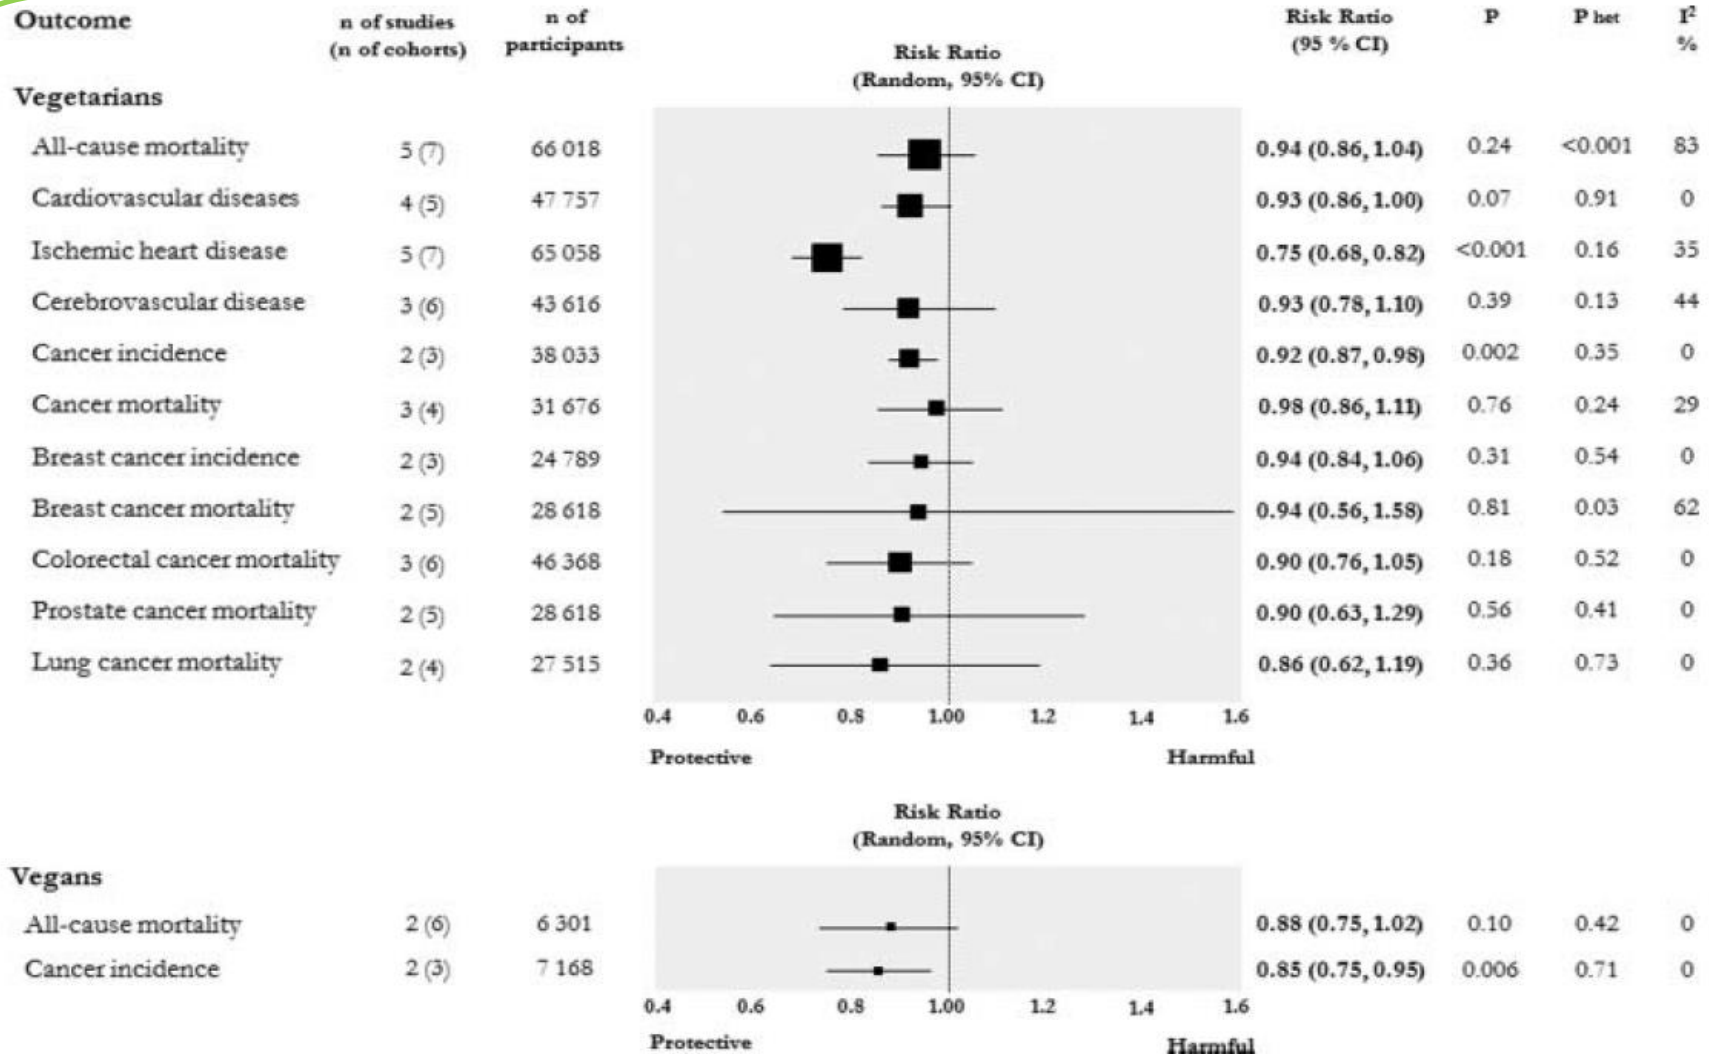 Outcome n of studies (n of cohorts) n of participants Risk Ratio (Random, 95% CI) Risk Ratio (95 % CI) P P het I² %
Vegetarians
All-cause mortality 5 (7) 66 018 0.94 (0.86, 1.04) 0.24 <0.001 83
Cardiovascular diseases 4 (5) 47 757 0.93 (0.86, 1.00) 0.07 0.91 0
Ischemic heart disease 5 (7) 65 058 0.75 (0.68, 0.82) <0.001 0.16 35
Cerebrovascular disease 3 (6) 43 616 0.93 (0.78, 1.10) 0.39 0.13 44
Cancer incidence 2 (3) 38 033 0.92 (0.87, 0.98) 0.002 0.35 0
Cancer mortality 3 (4) 31 676 0.98 (0.86, 1.11) 0.76 0.24 29
Breast cancer incidence 2 (3) 24 789 0.94 (0.84, 1.06) 0.31 0.54 0
Breast cancer mortality 2 (5) 28 618 0.94 (0.56, 1.58) 0.81 0.03 62
Colorectal cancer mortality 3 (6) 46 368 0.90 (0.76, 1.05) 0.18 0.52 0
Prostate cancer mortality 2 (5) 28 618 0.90 (0.63, 1.29) 0.56 0.41 0
Lung cancer mortality 2 (4) 27 515 0.86 (0.62, 1.19) 0.36 0.73 0
0.4 0.6 0.8 1.00 1.2 1.4 1.6
Protective Harmful
Risk Ratio
(Random, 95% CI)
Vegans
All-cause mortality 2 (6) 6 301 0.88 (0.75, 1.02) 0.10 0.42 0
Cancer incidence 2 (3) 7 168 0.85 (0.75, 0.95) 0.006 0.71 0
0.4 0.6 0.8 1.00 1.2 1.4 1.6
Protective Harmful